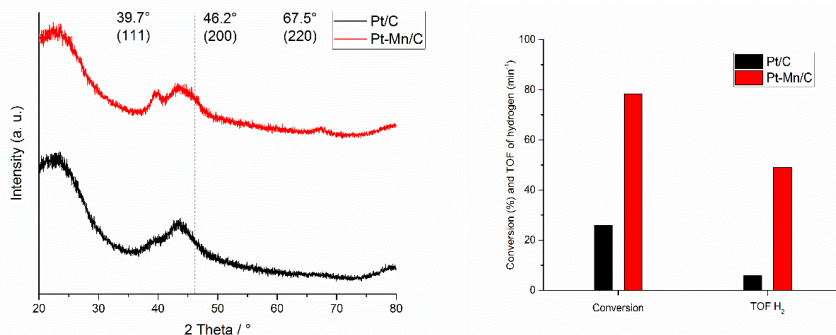 39.7° 46.2° 67.5°
(111) (200) (220)
Pt/C
Pt-Mn/C
Intensity (a. u.)
20 30 40 50 60 70 80
2 Theta / °
Pt/C
Pt-Mn/C
Conversion (%) and TOF of hydrogen (min⁻¹)
100
80
60
40
20
0
Conversion TOF H₂